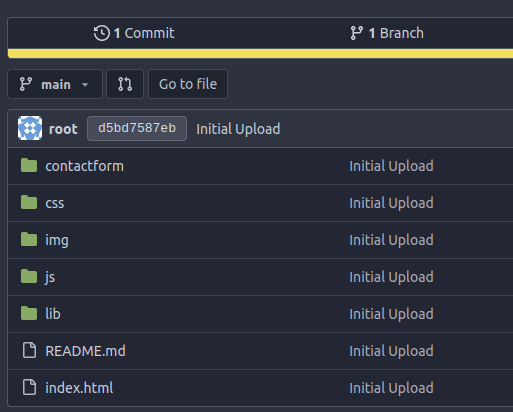 1 Commit 1 Branch
main Go to file
root d5bd7587eb Initial Upload
contactform Initial Upload
css Initial Upload
img Initial Upload
js Initial Upload
lib Initial Upload
README.md Initial Upload
index.html Initial Upload